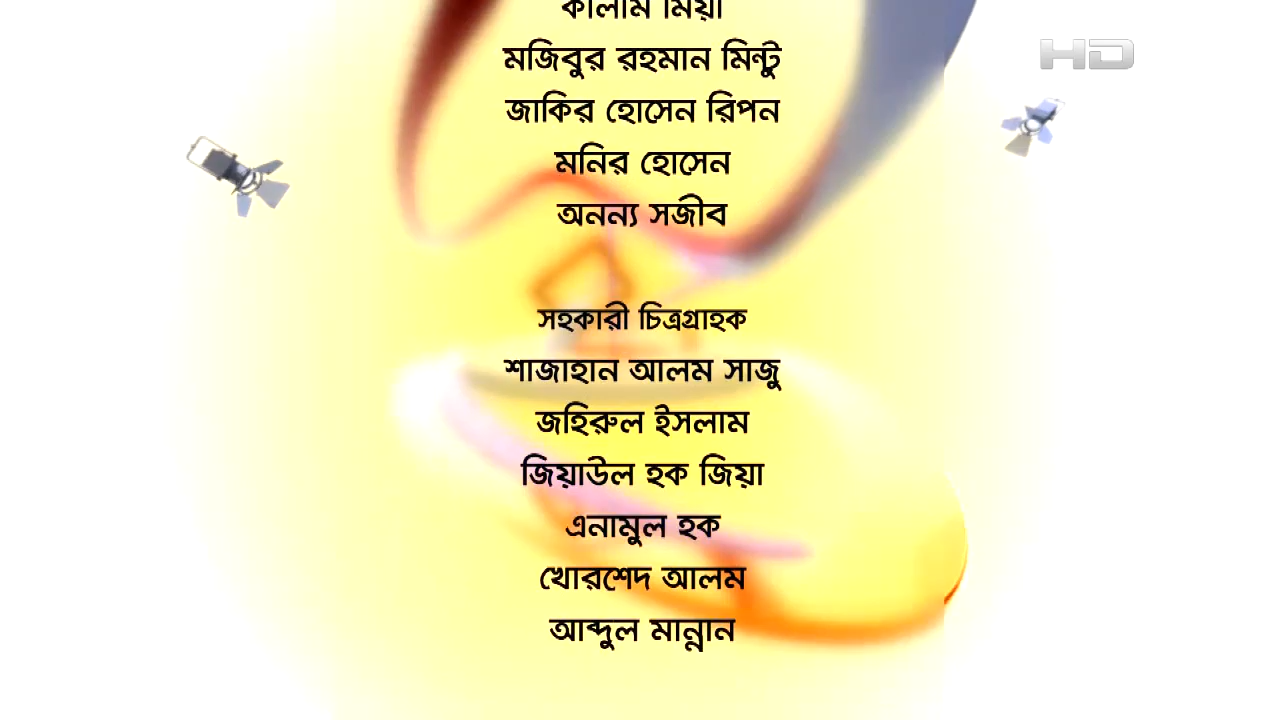 কালাম মিয়া
মজিবুর রহমান মিন্টু
জাকির হোসেন রিপন
মনির হোসেন
অনন্য সজীব
সহকারী চিত্রগ্রাহক
শাজাহান আলম সাজু
জহিরুল ইসলাম
জিয়াউল হক জিয়া
এনামুল হক
খোরশেদ আলম
আব্দুল মান্নান
HD